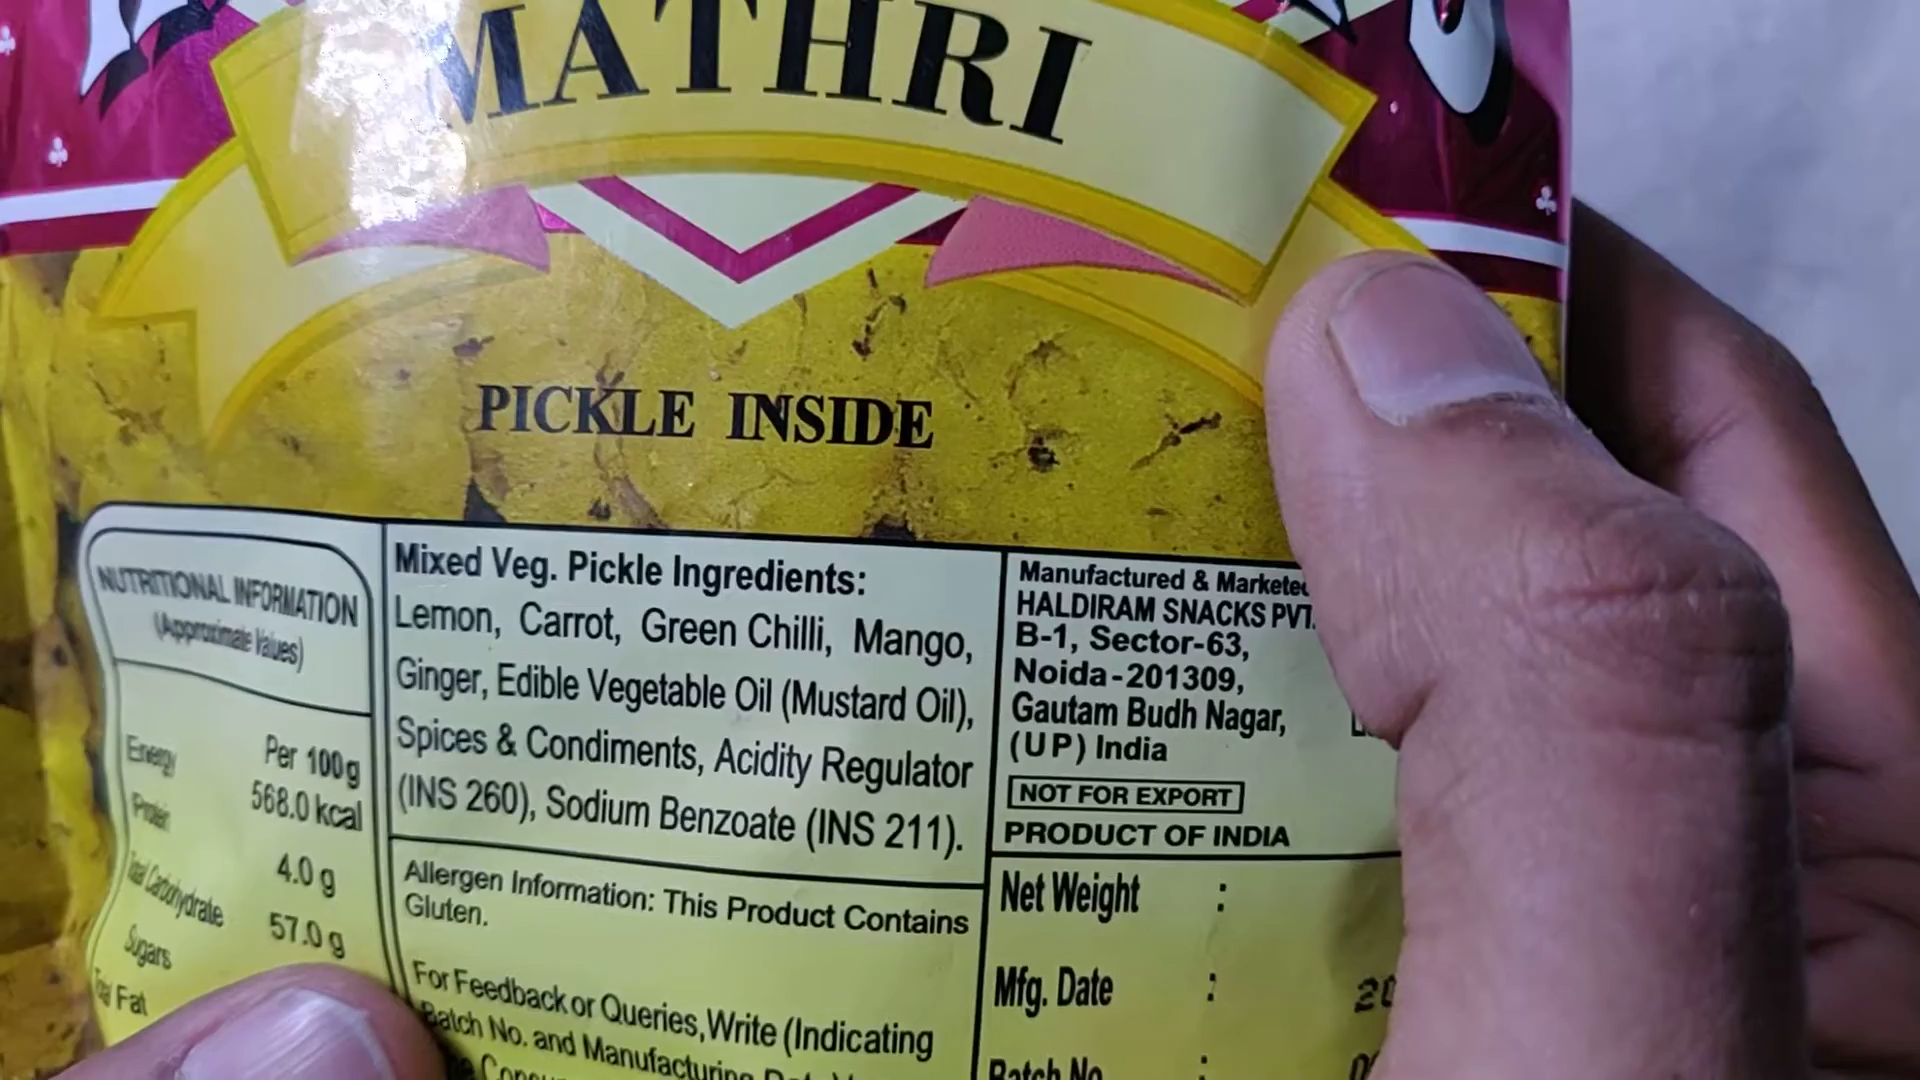 MATHRI
PICKLE INSIDE
NUTRITIONAL INFORMATION
(Approximate Values)
Per 100g
Energy 568.0 kcal
Protein 4.0 g
Total Carbohydrate 57.0 g
Sugars
Total Fat
Mixed Veg. Pickle Ingredients:
Lemon, Carrot, Green Chilli, Mango,
Ginger, Edible Vegetable Oil (Mustard Oil),
Spices & Condiments, Acidity Regulator
(INS 260), Sodium Benzoate (INS 211).
Allergen Information: This Product Contains
Gluten.
For Feedback or Queries, Write (Indicating
Batch No. and Manufacturing
Manufactured & Marketed
HALDIRAM SNACKS PVT.
B-1, Sector-63,
Noida-201309,
Gautam Budh Nagar,
(UP) India
NOT FOR EXPORT
PRODUCT OF INDIA
Net Weight :
Mfg. Date : 20
Batch No. :